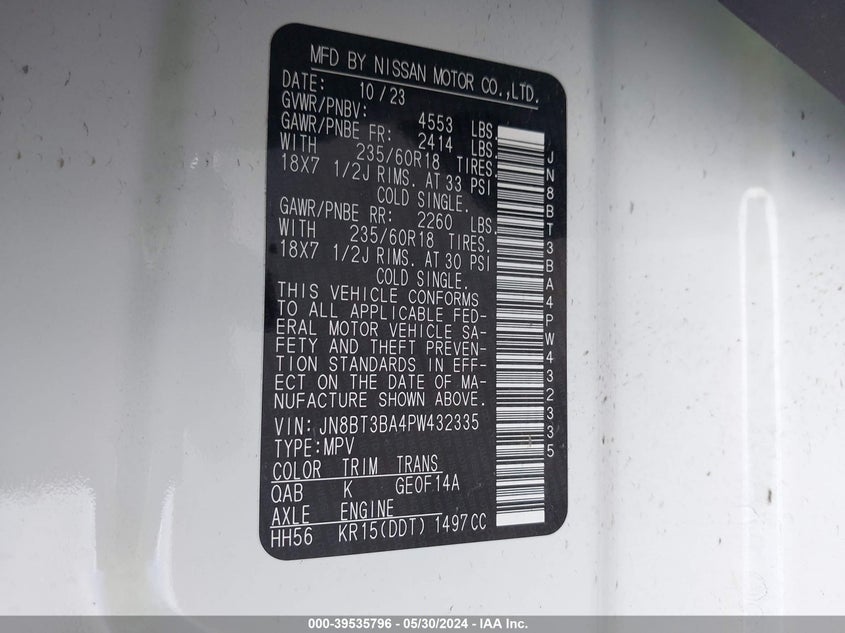 MFD BY NISSAN MOTOR CO.,LTD.
DATE: 10/23
GVWR/PNBV: 4553 LBS.
GAWR/PNBE FR: 2414 LBS.
WITH 235/60R18 TIRES.
18X7 1/2J RIMS. AT 33 PSI
COLD SINGLE.
GAWR/PNBE RR: 2260 LBS.
WITH 235/60R18 TIRES.
18X7 1/2J RIMS. AT 30 PSI
COLD SINGLE.
THIS VEHICLE CONFORMS
TO ALL APPLICABLE FED-
ERAL MOTOR VEHICLE SA-
FETY AND THEFT PREVEN-
TION STANDARDS IN EFF-
ECT ON THE DATE OF MA-
NUFACTURE SHOWN ABOVE.
VIN: JN8BT3BA4PW432335
TYPE:MPV
COLOR TRIM TRANS
QAB K GE0F14A
AXLE ENGINE
HH56 KR15(DDT) 1497CC
JN8BT3BA4PW432335
000-39535796 - 05/30/2024 - IAA Inc.